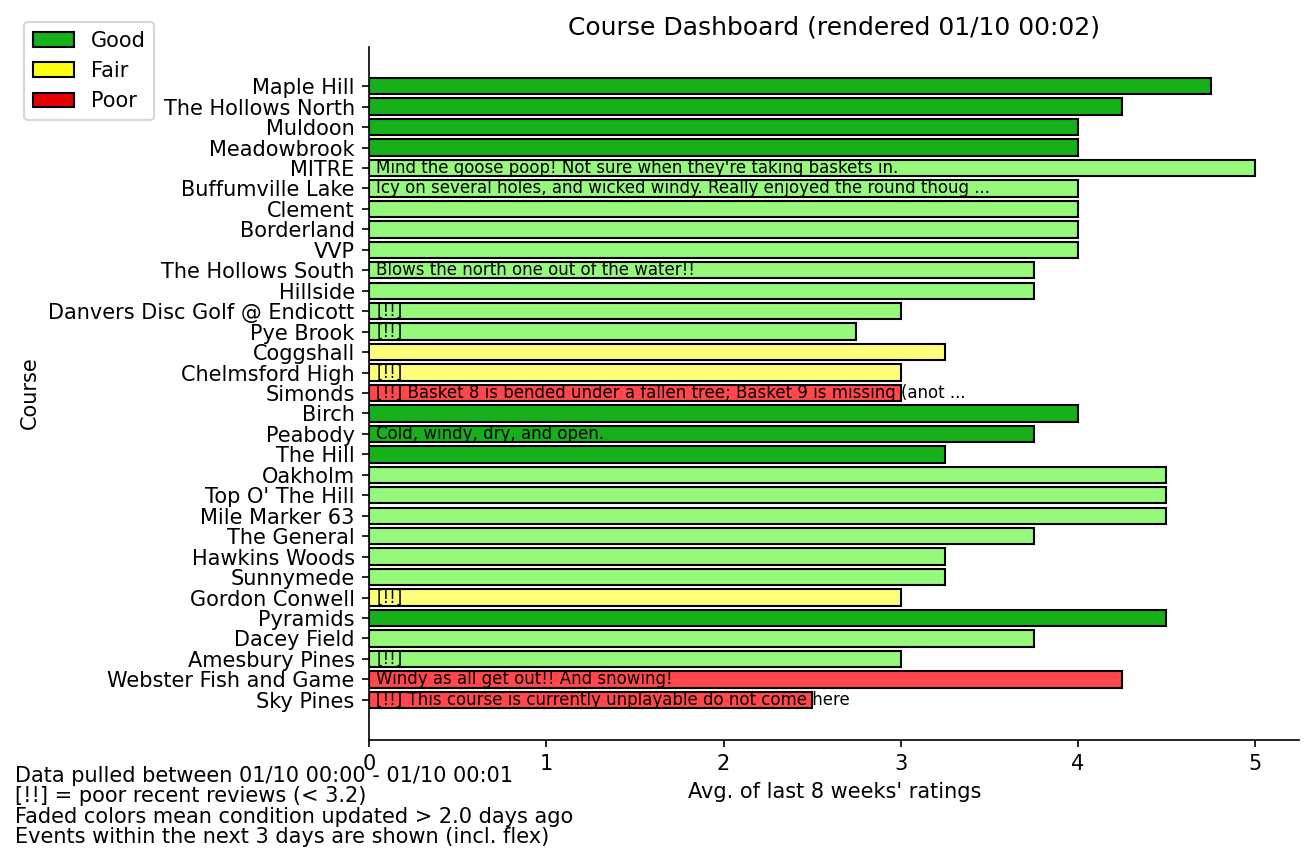 Course Dashboard (rendered 01/10 00:02)
Good
Fair
Poor
Course
Maple Hill
The Hollows North
Muldoon
Meadowbrook
MITRE Mind the goose poop! Not sure when they're taking baskets in.
Buffumville Lake Icy on several holes, and wicked windy. Really enjoyed the round thoug ...
Clement
Borderland
VVP
The Hollows South Blows the north one out of the water!!
Hillside
Danvers Disc Golf @ Endicott [!!]
Pye Brook [!!]
Coggshall
Chelmsford High [!!]
Simonds [!!] Basket 8 is bended under a fallen tree; Basket 9 is missing (anot ...
Birch
Peabody Cold, windy, dry, and open.
The Hill
Oakholm
Top O' The Hill
Mile Marker 63
The General
Hawkins Woods
Sunnymede
Gordon Conwell [!!]
Pyramids
Dacey Field
Amesbury Pines [!!]
Webster Fish and Game Windy as all get out!! And snowing!
Sky Pines [!!] This course is currently unplayable do not come here
0 1 2 3 4 5
Avg. of last 8 weeks' ratings
Data pulled between 01/10 00:00 - 01/10 00:01
[!!] = poor recent reviews (< 3.2)
Faded colors mean condition updated > 2.0 days ago
Events within the next 3 days are shown (incl. flex)